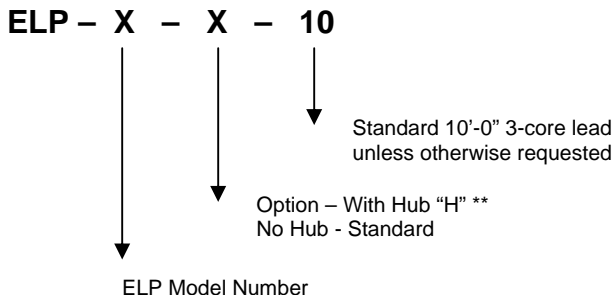 ELP – X – X – 10
Standard 10'-0" 3-core lead
unless otherwise requested
Option – With Hub "H" **
No Hub - Standard
ELP Model Number